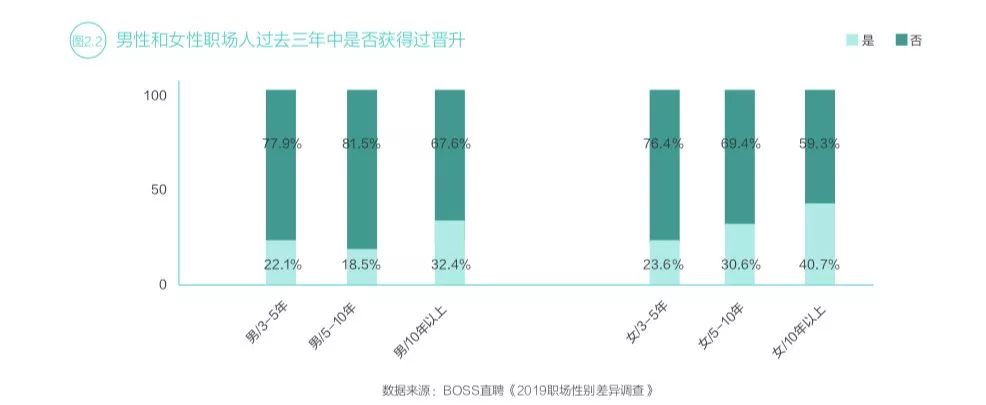 图2.2 男性和女性职场人过去三年中是否获得过晋升
是 否
100
77.9% 81.5% 67.6% 76.4% 69.4% 59.3%
50
22.1% 18.5% 32.4% 23.6% 30.6% 40.7%
0
男/3-5年 男/5-10年 男/10年以上 女/3-5年 女/5-10年 女/10年以上
数据来源：BOSS直聘《2019职场性别差异调查》